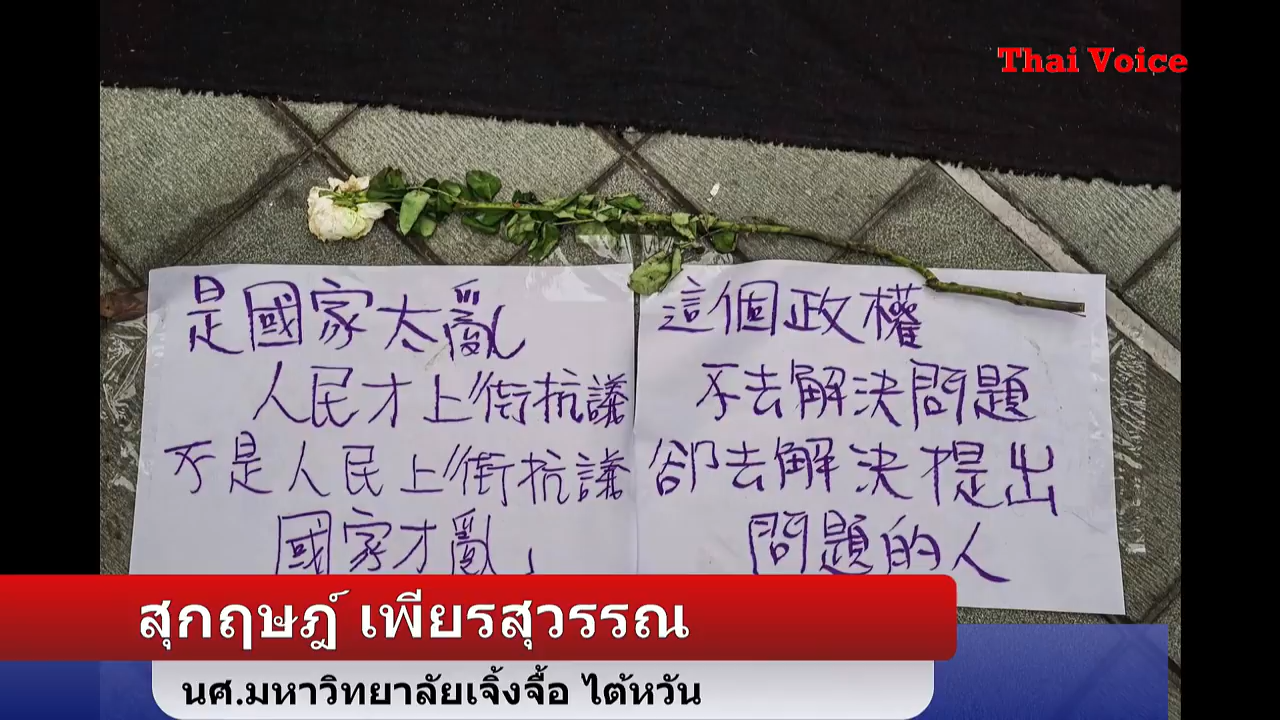 Thai Voice
是國家太亂
人民才上街抗議
不是人民上街抗議
國家才亂」
這個政權
不去解決問題
卻去解決提出
問題的人
สุกฤษฎ์ เพียรสุวรรณ
นศ.มหาวิทยาลัยเจิ้งจื้อ ไต้หวัน